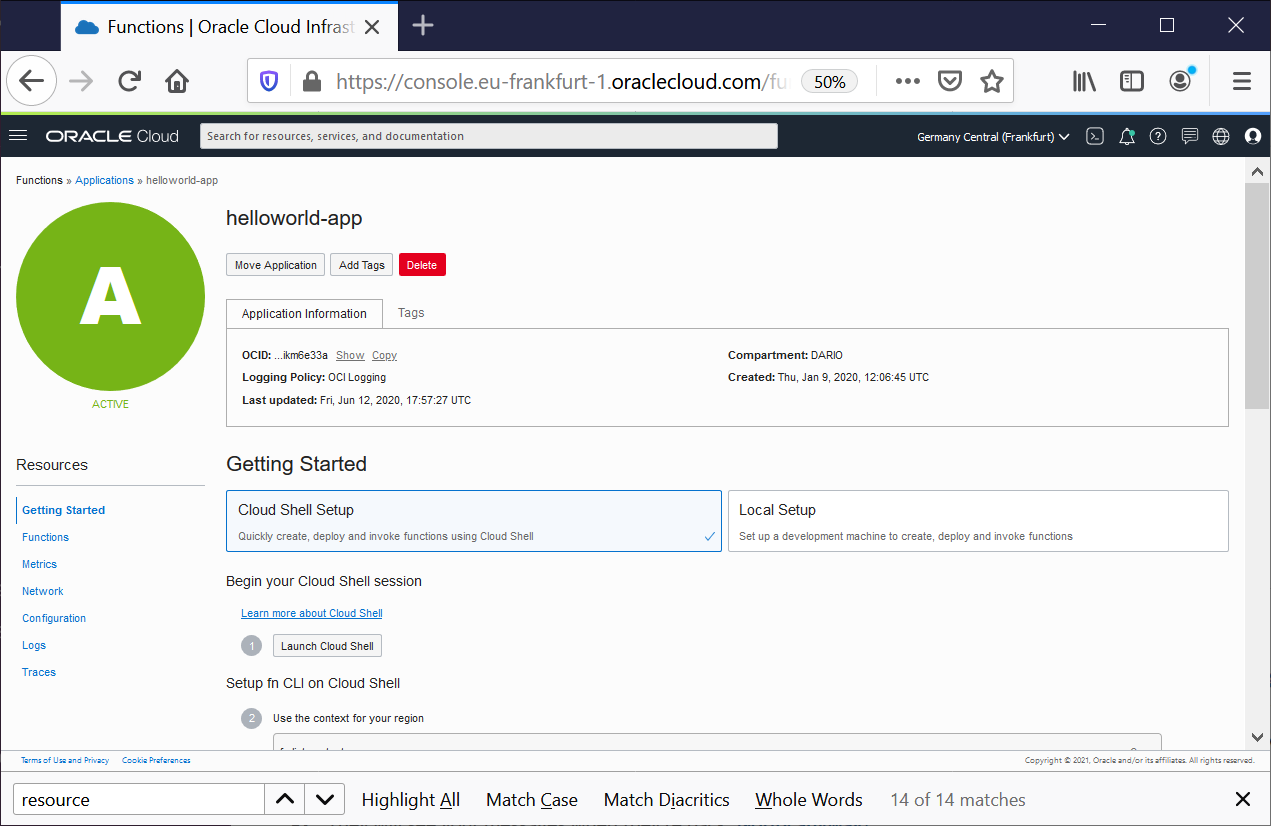 Functions | Oracle Cloud Infrast
https://console.eu-frankfurt-1.oraclecloud.com/fu 50%
ORACLE Cloud Search for resources, services, and documentation Germany Central (Frankfurt)
Functions » Applications » helloworld-app
A
ACTIVE
helloworld-app
Move Application Add Tags Delete
Application Information Tags
OCID: ...ikm6e33a Show Copy
Logging Policy: OCI Logging
Last updated: Fri, Jun 12, 2020, 17:57:27 UTC
Compartment: DARIO
Created: Thu, Jan 9, 2020, 12:06:45 UTC
Resources
Getting Started
Functions
Metrics
Network
Configuration
Logs
Traces
Getting Started
Cloud Shell Setup
Quickly create, deploy and invoke functions using Cloud Shell
Local Setup
Set up a development machine to create, deploy and invoke functions
Begin your Cloud Shell session
Learn more about Cloud Shell
1 Launch Cloud Shell
Setup fn CLI on Cloud Shell
2 Use the context for your region
Terms of Use and Privacy Cookie Preferences Copyright © 2021, Oracle and/or its affiliates. All rights reserved.
resource Highlight All Match Case Match Diacritics Whole Words 14 of 14 matches